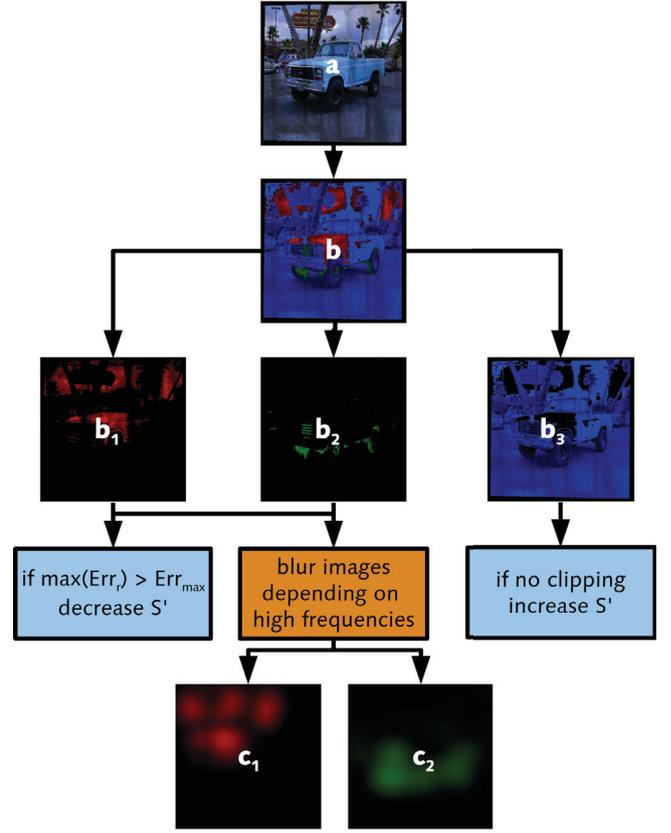 a
b
b₁
b₂
b₃
if max(Errᵣ) > Errₘₐₓ
decrease S'
blur images
depending on
high frequencies
if no clipping
increase S'
c₁
c₂